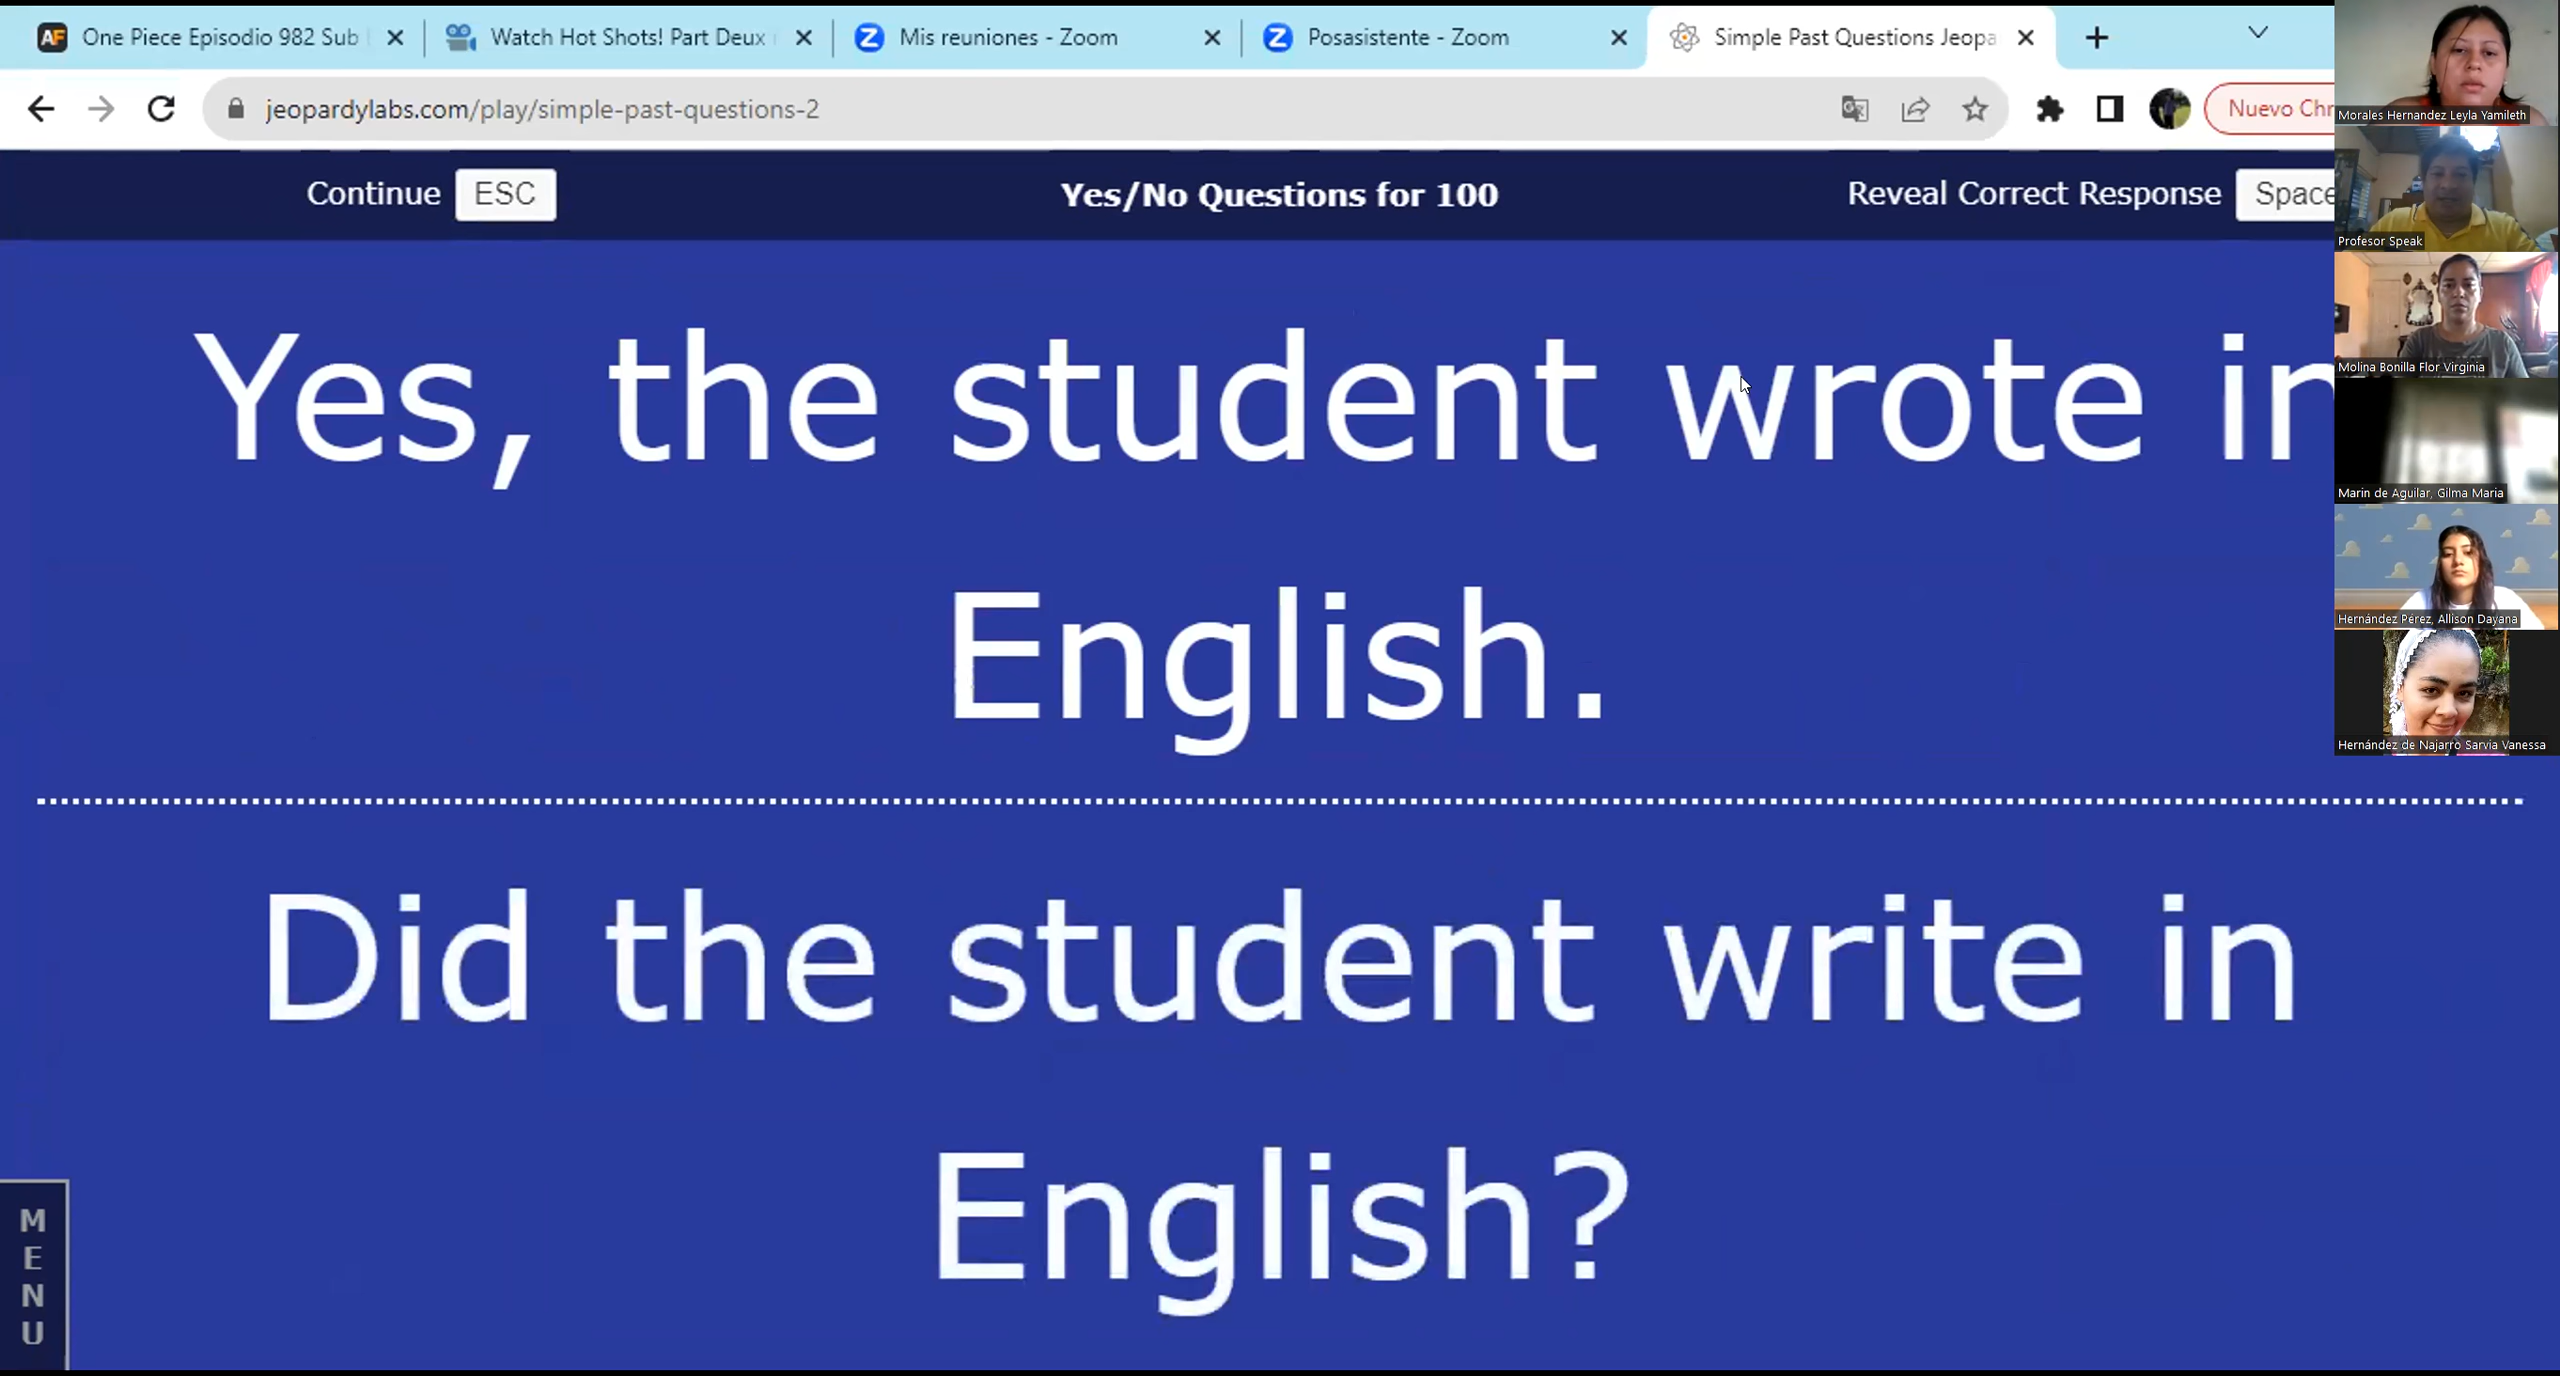 One Piece Episodio 982 Sub
Watch Hot Shots! Part Deux
Mis reuniones - Zoom
Posasistente - Zoom
Simple Past Questions Jeopa
jeopardylabs.com/play/simple-past-questions-2
Nuevo Chr
Continue ESC
Yes/No Questions for 100
Reveal Correct Response Space
Yes, the student wrote in
English.
Did the student write in
English?
MENU
Morales Hernandez Leyla Yamileth
Profesor Speak
Molina Bonilla Flor Virginia
Marin de Aguilar, Gilma Maria
Hernández Pérez, Allison Dayana
Hernández de Najarro Sarvia Vanessa